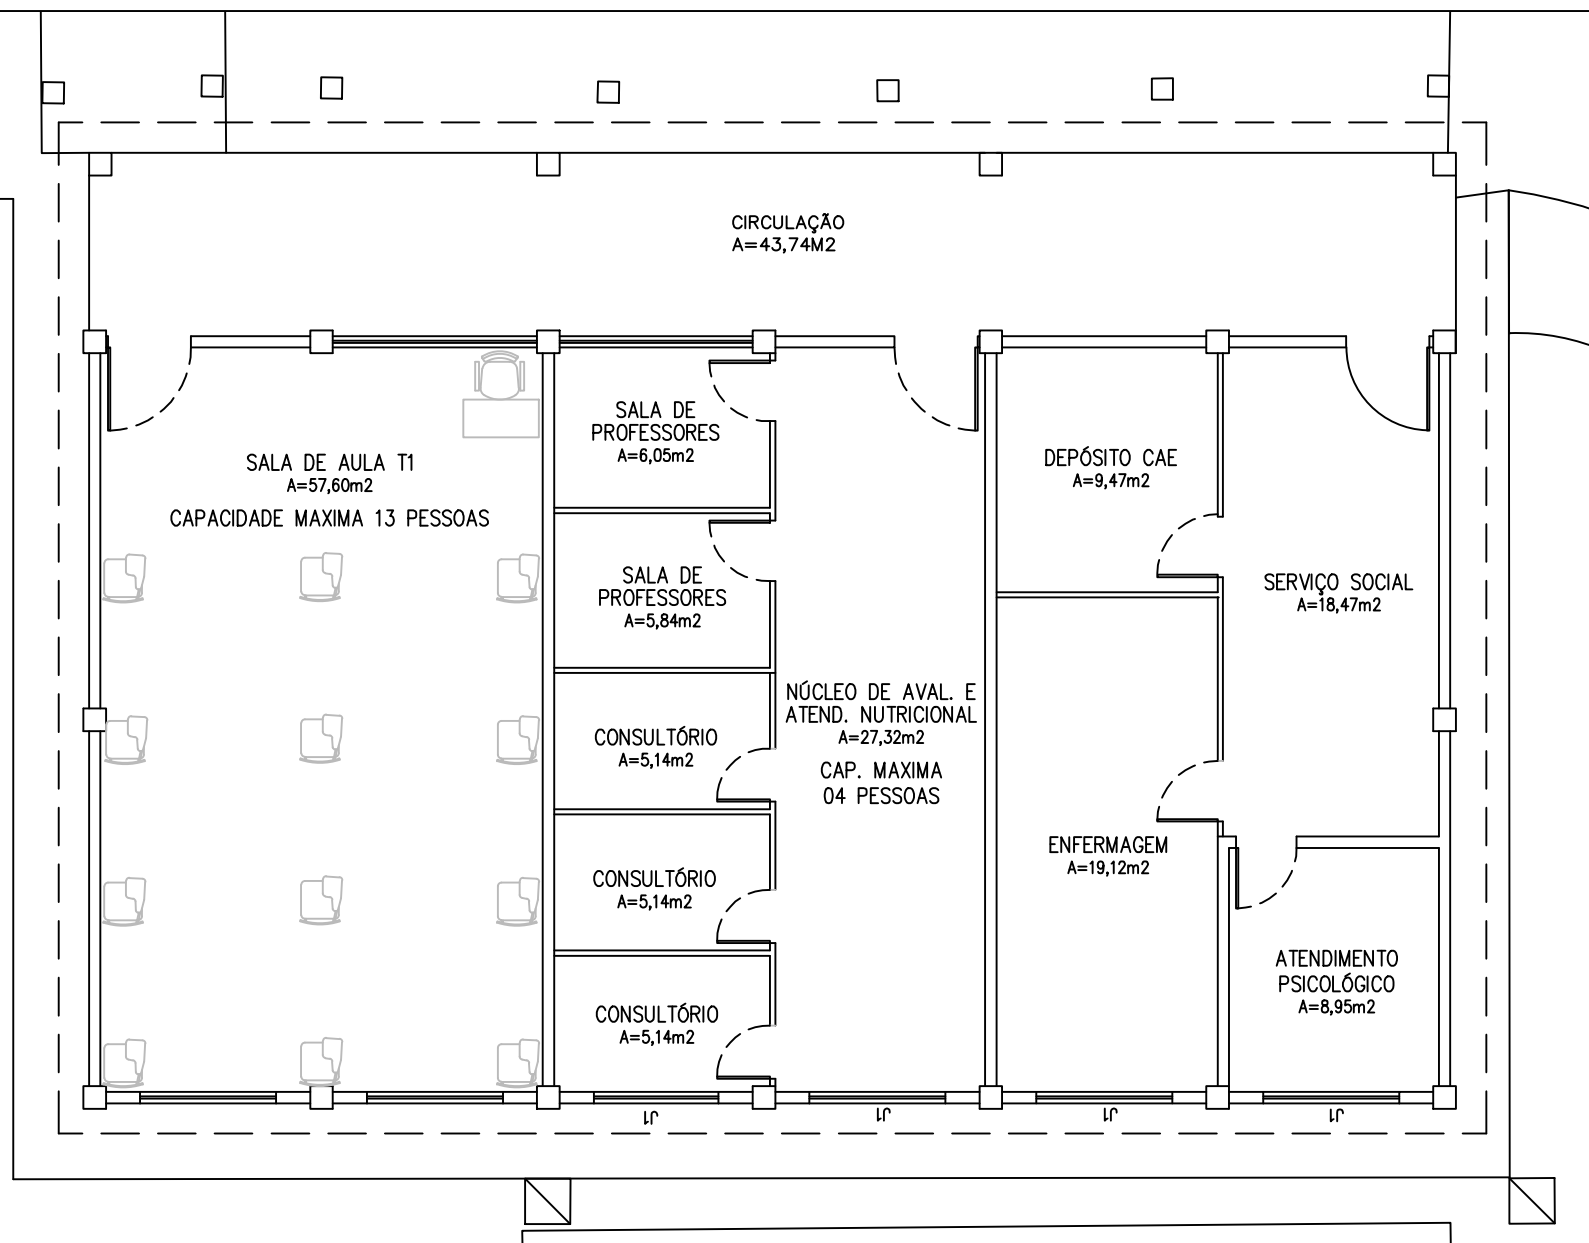 CIRCULAÇÃO
A=43,74M2
SALA DE AULA T1
A=57,60m2
CAPACIDADE MAXIMA 13 PESSOAS
SALA DE
PROFESSORES
A=6,05m2
SALA DE
PROFESSORES
A=5,84m2
CONSULTÓRIO
A=5,14m2
CONSULTÓRIO
A=5,14m2
CONSULTÓRIO
A=5,14m2
NÚCLEO DE AVAL. E
ATEND. NUTRICIONAL
A=27,32m2
CAP. MAXIMA
04 PESSOAS
DEPÓSITO CAE
A=9,47m2
ENFERMAGEM
A=19,12m2
SERVIÇO SOCIAL
A=18,47m2
ATENDIMENTO
PSICOLÓGICO
A=8,95m2
J1
J1
J1
J1